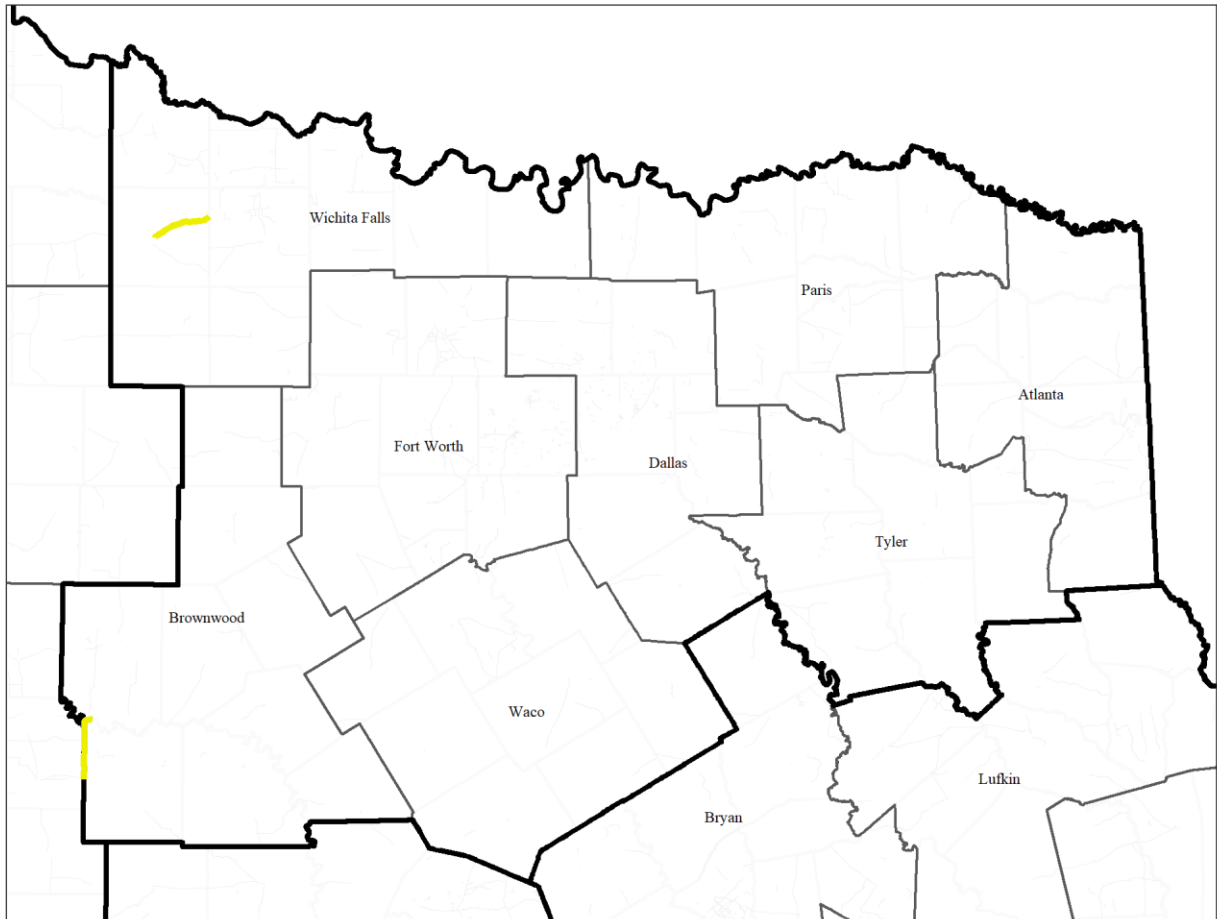 Wichita Falls
Paris
Atlanta
Fort Worth
Dallas
Tyler
Brownwood
Waco
Lufkin
Bryan